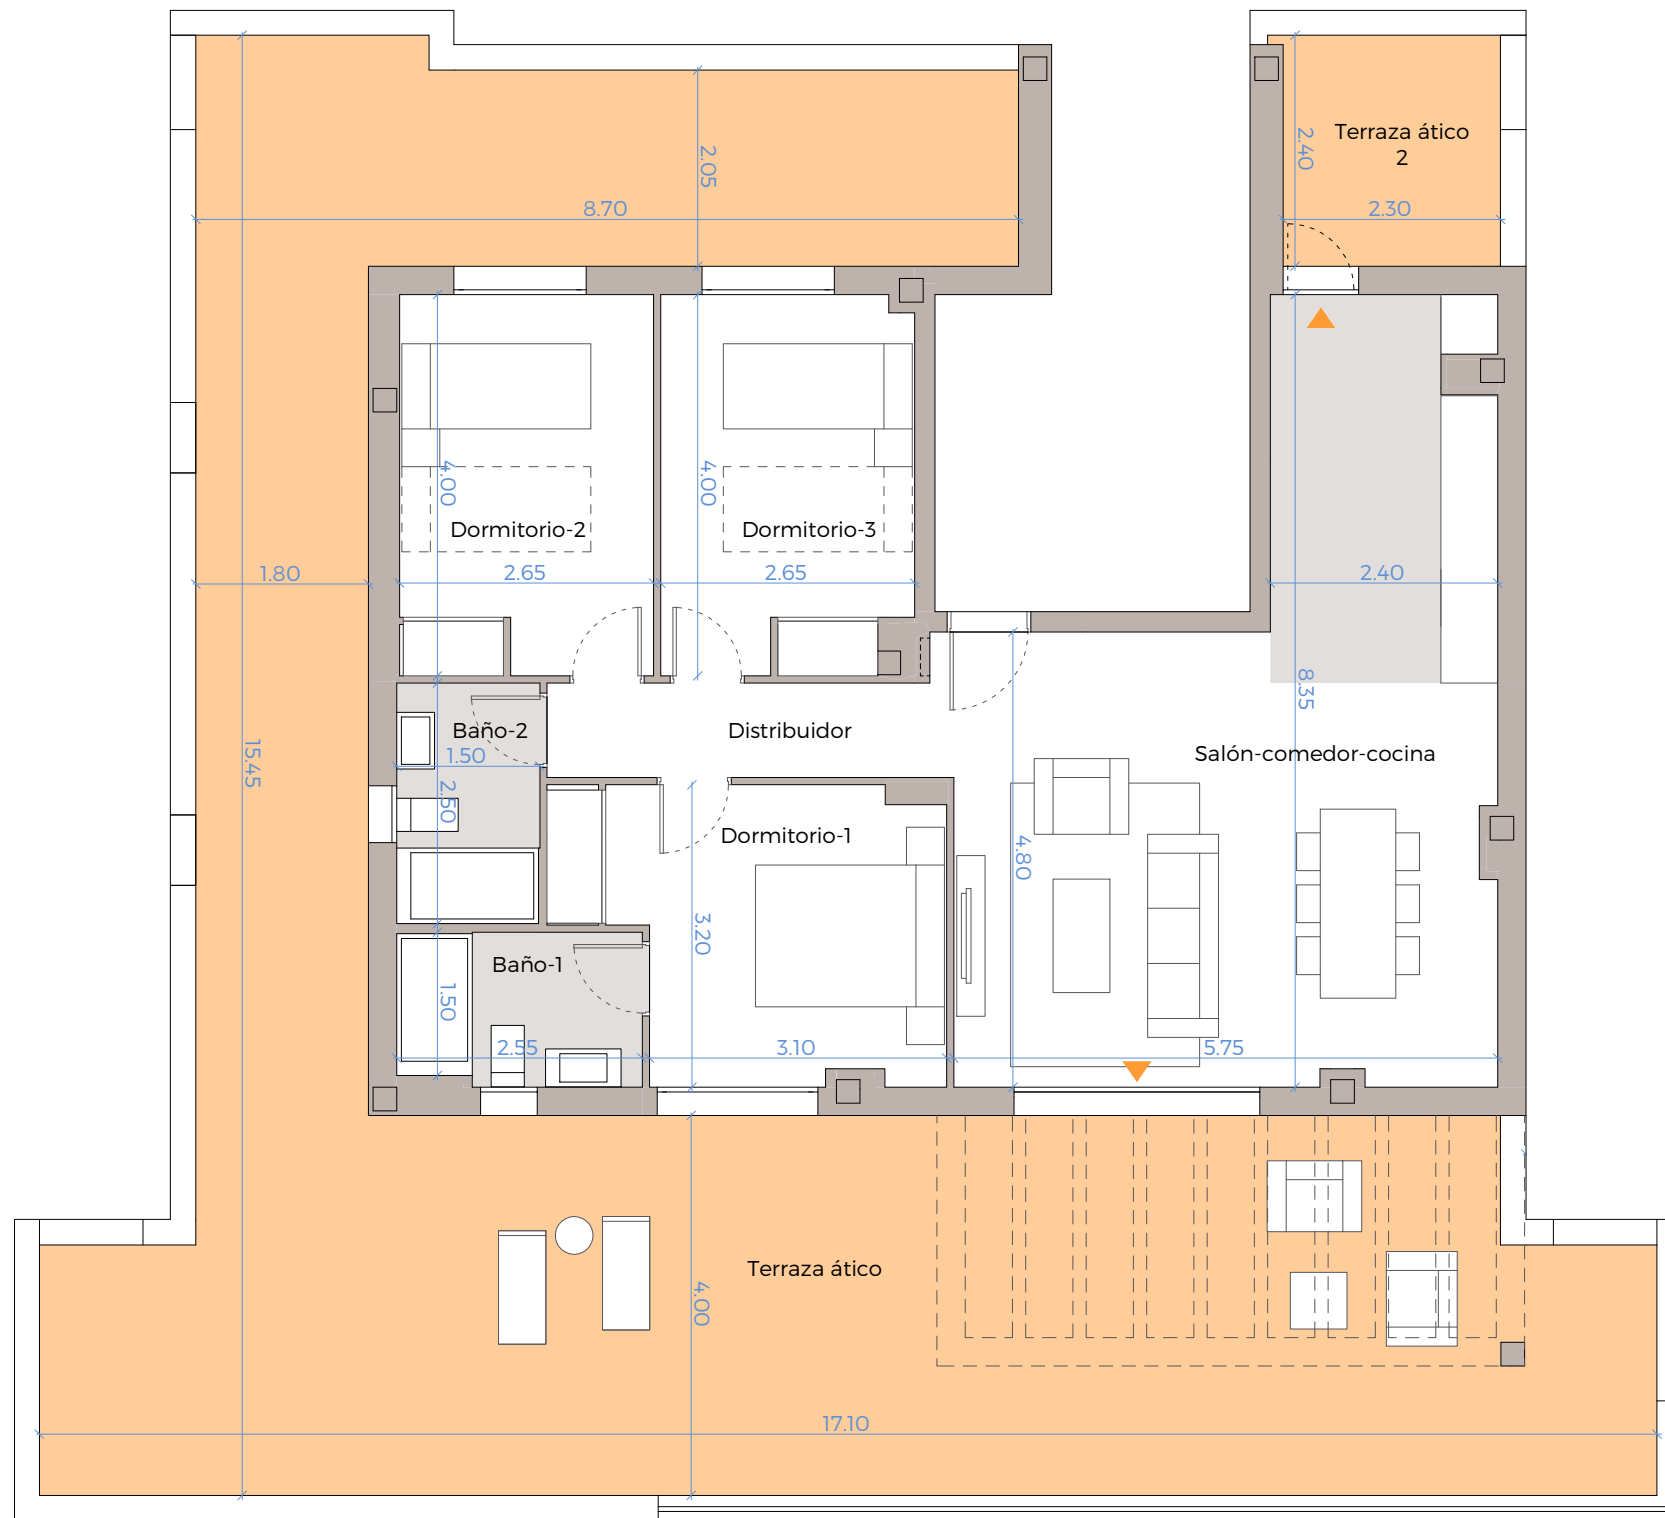 Terraza ático
2
2.40
2.30
2.05
8.70
4.00
4.00
Dormitorio-2
Dormitorio-3
1.80
2.65
2.65
2.40
8.35
15.45
Baño-2
1.50
2.50
Distribuidor
Salón-comedor-cocina
Dormitorio-1
4.80
3.20
Baño-1
1.50
2.55
3.10
5.75
Terraza ático
4.00
17.10